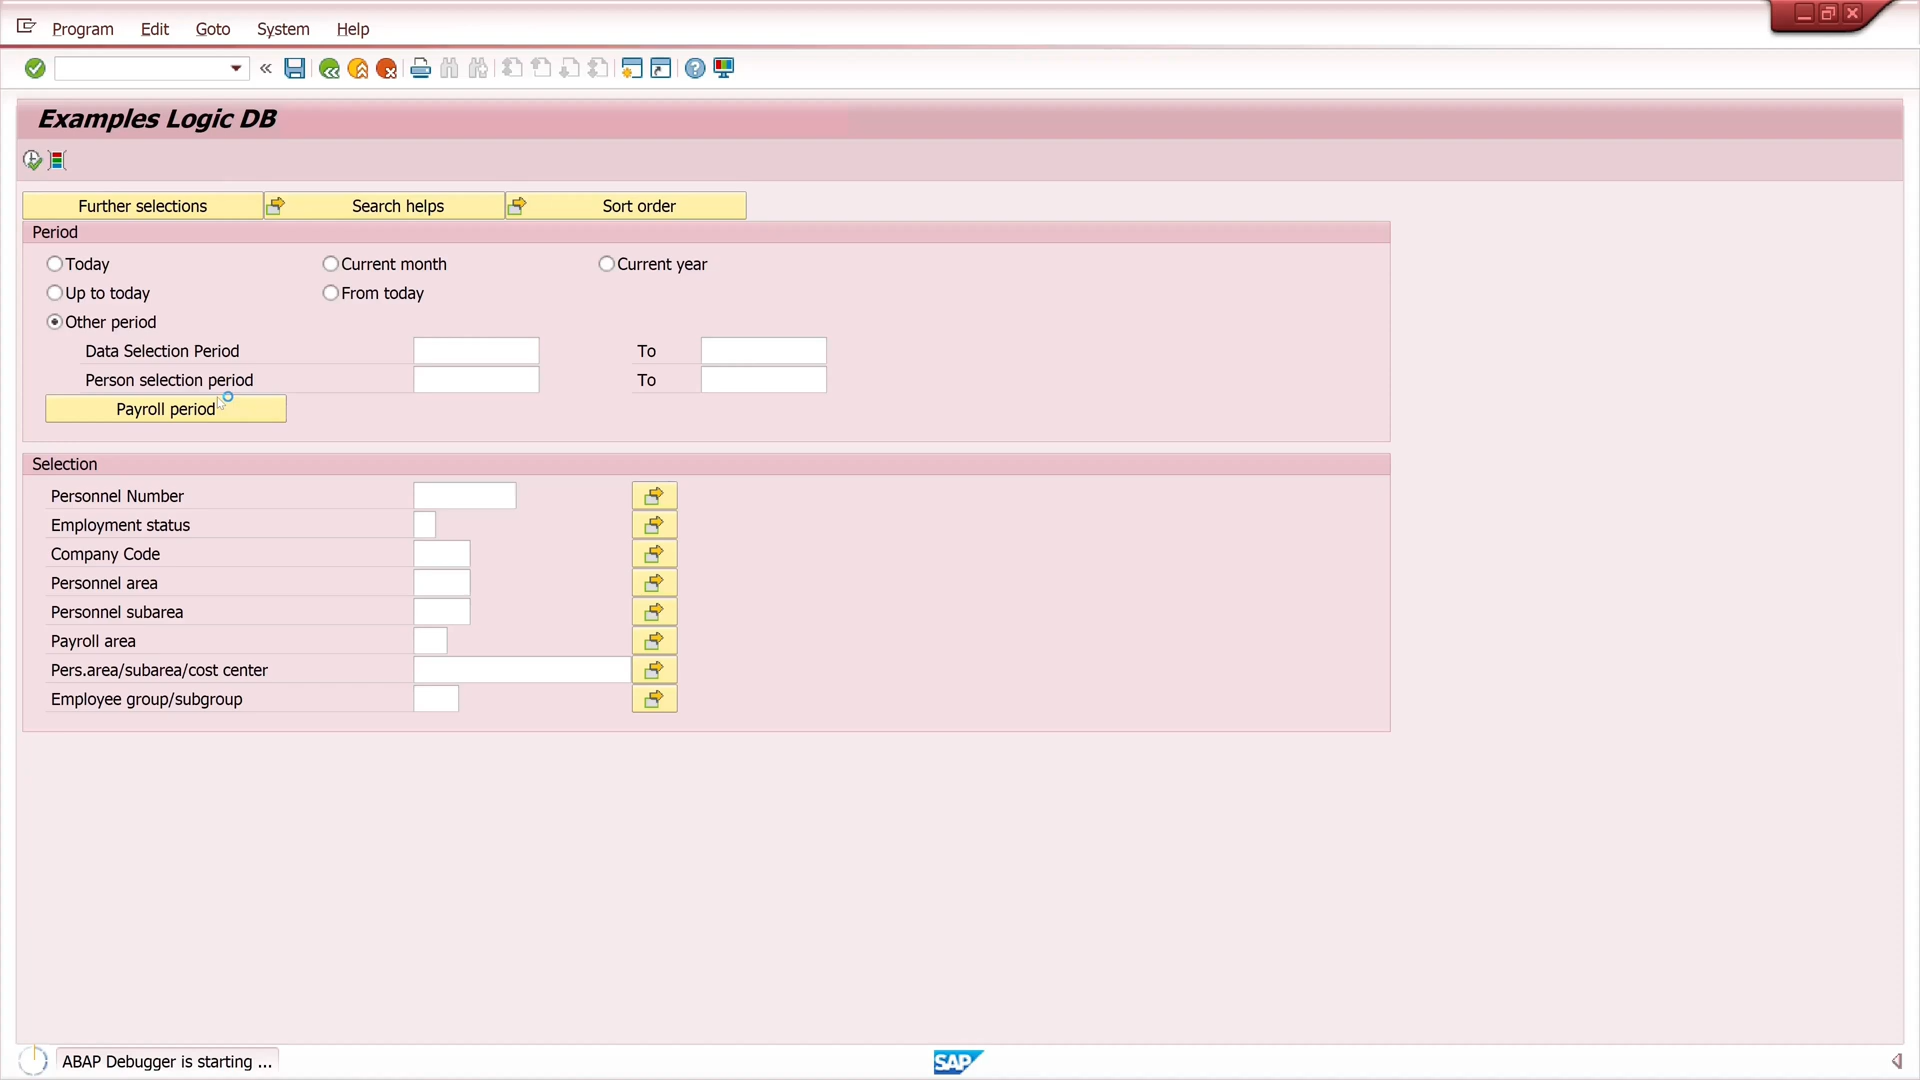 Program Edit Goto System Help
Examples Logic DB
Further selections Search helps Sort order
Period
Today Current month Current year
Up to today From today
Other period
Data Selection Period To
Person selection period To
Payroll period
Selection
Personnel Number
Employment status
Company Code
Personnel area
Personnel subarea
Payroll area
Pers.area/subarea/cost center
Employee group/subgroup
ABAP Debugger is starting ... SAP